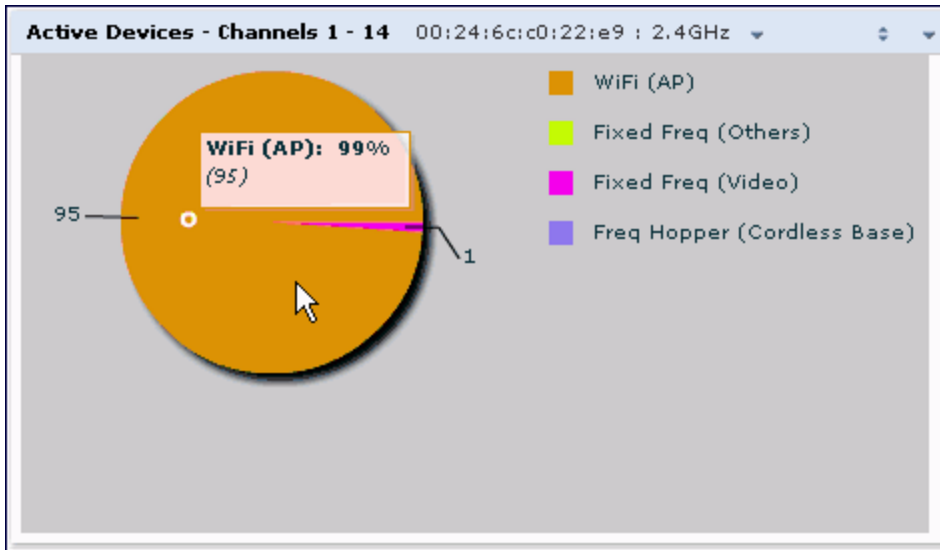 Active Devices - Channels 1 - 14 00:24:6c:c0:22:e9 : 2.4GHz
WiFi (AP)
Fixed Freq (Others)
Fixed Freq (Video)
Freq Hopper (Cordless Base)
WiFi (AP): 99%
(95)
95
1